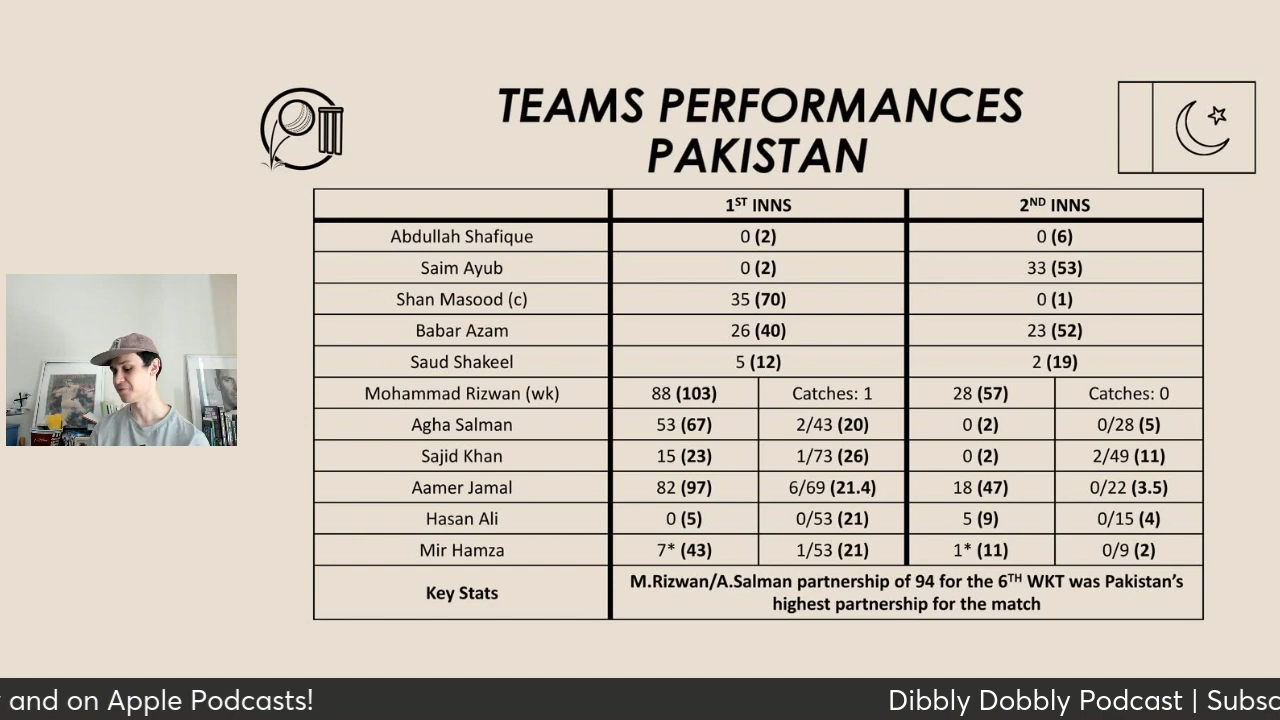 TEAMS PERFORMANCES
PAKISTAN
1ST INNS 2ND INNS
Abdullah Shafique 0 (2) 0 (6)
Saim Ayub 0 (2) 33 (53)
Shan Masood (c) 35 (70) 0 (1)
Babar Azam 26 (40) 23 (52)
Saud Shakeel 5 (12) 2 (19)
Mohammad Rizwan (wk) 88 (103) Catches: 1 28 (57) Catches: 0
Agha Salman 53 (67) 2/43 (20) 0 (2) 0/28 (5)
Sajid Khan 15 (23) 1/73 (26) 0 (2) 2/49 (11)
Aamer Jamal 82 (97) 6/69 (21.4) 18 (47) 0/22 (3.5)
Hasan Ali 0 (5) 0/53 (21) 5 (9) 0/15 (4)
Mir Hamza 7* (43) 1/53 (21) 1* (11) 0/9 (2)
Key Stats M.Rizwan/A.Salman partnership of 94 for the 6TH WKT was Pakistan's
highest partnership for the match
and on Apple Podcasts! Dibbly Dobbly Podcast | Subsc